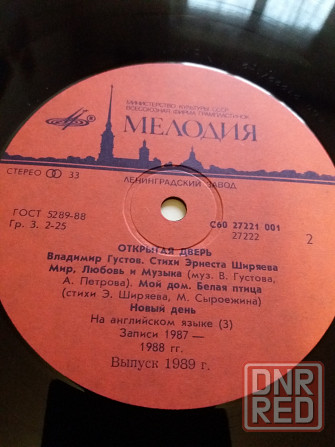 МИНИСТЕРСТВО КУЛЬТУРЫ СССР
ВСЕСОЮЗНАЯ ФИРМА ГРАМПЛАСТИНОК
МЕЛОДИЯ
СТЕРЕО 33
ЛЕНИНГРАДСКИЙ ЗАВОД
ГОСТ 5289-88
Гр. 3. 2-25
С60 27221 001
27222
2
ОТКРЫТАЯ ДВЕРЬ
Владимир Густов. Стихи Эрнеста Ширяева
Мир, Любовь и Музыка (муз. В. Густова,
А. Петрова). Мой дом. Белая птица
(стихи Э. Ширяева, М. Сыроежина)
Новый день
На английском языке (3)
Записи 1987—
1988 гг.
Выпуск 1989 г.
DNR
RED